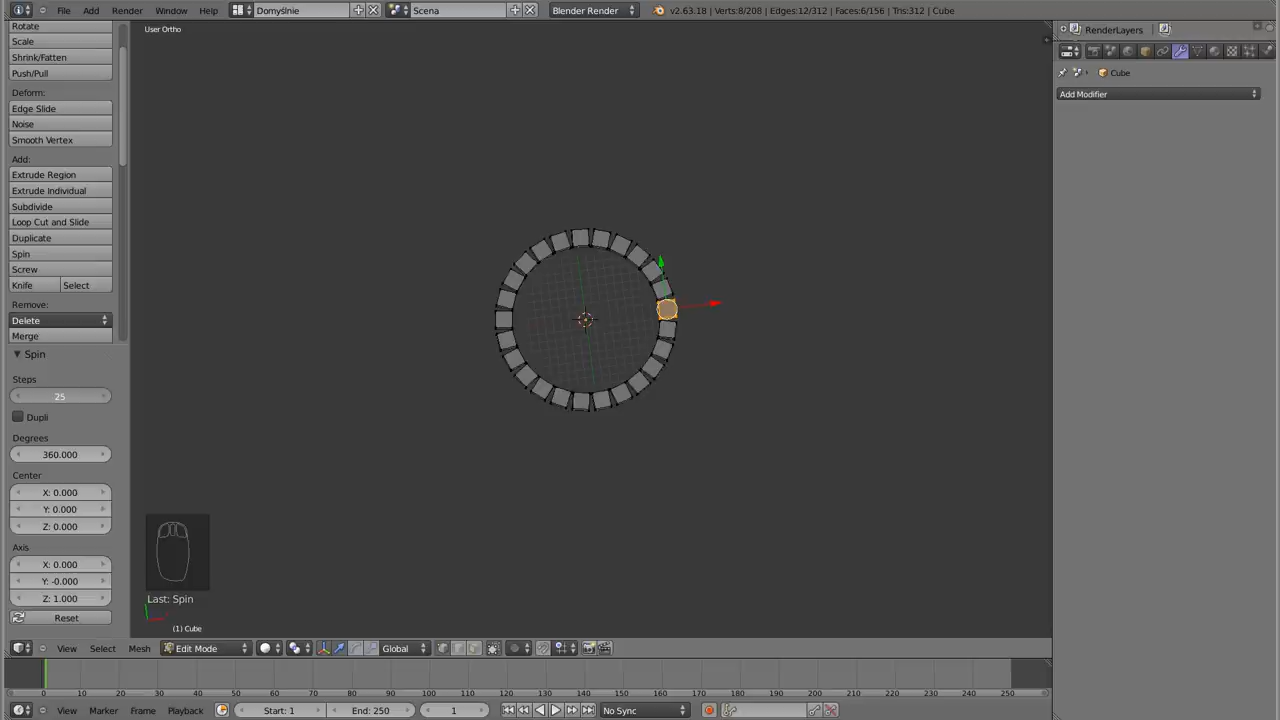 File Add Render Window Help Domyślnie Scena Blender Render v2.63.18 | Verts:8/208 | Edges:12/312 | Faces:6/156 | Tris:312 | Cube
User Ortho
RenderLayers
Cube
Add Modifier
Rotate
Scale
Shrink/Fatten
Push/Pull
Deform:
Edge Slide
Noise
Smooth Vertex
Add:
Extrude Region
Extrude Individual
Subdivide
Loop Cut and Slide
Duplicate
Spin
Screw
Knife Select
Remove:
Delete
Merge
Spin
Steps
25
Dupli
Degrees
360.000
Center
X: 0.000
Y: 0.000
Z: 0.000
Axis
X: 0.000
Y: -0.000
Z: 1.000
Reset
Last: Spin
(1) Cube
View Select Mesh Edit Mode Global
0 10 20 30 40 50 60 70 80 90 100 110 120 130 140 150 160 170 180 190 200 210 220 230 240 250
View Marker Frame Playback Start: 1 End: 250 1 No Sync